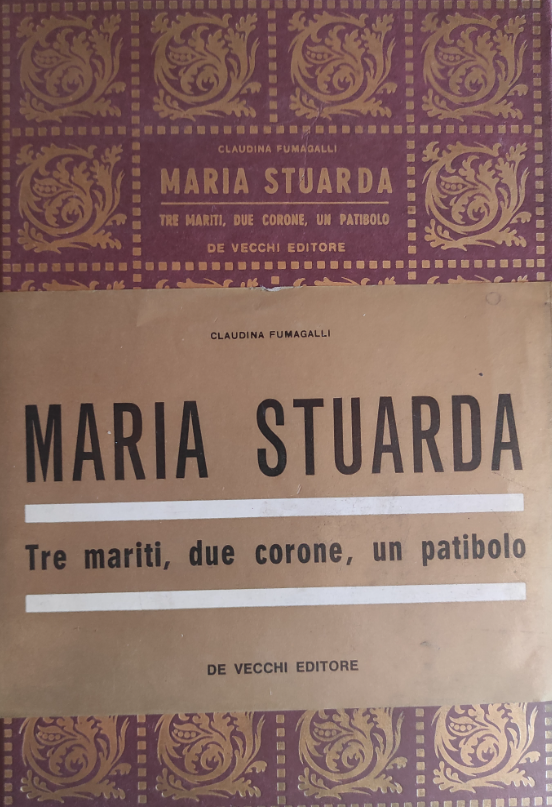 CLAUDINA FUMAGALLI
MARIA STUARDA
TRE MARITI, DUE CORONE, UN PATIBOLO
DE VECCHI EDITORE
CLAUDINA FUMAGALLI
MARIA STUARDA
Tre mariti, due corone, un patibolo
DE VECCHI EDITORE